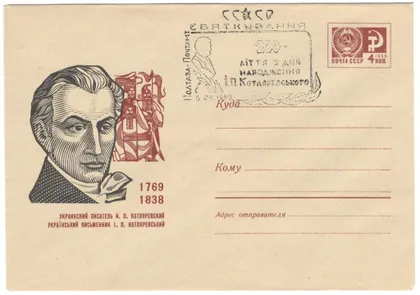 СССР
СВЯТКУВАННЯ
200-
ЛІТТЯ З ДНЯ
НАРОДЖЕННЯ
І.П. Котляревського
ПОЛТАВА-ПОЧТАМТ
ПОЧТА СССР
4
КОП
Куда
Кому
Адрес отправителя
1769
1838
УКРАИНСКИЙ ПИСАТЕЛЬ И. П. КОТЛЯРЕВСКИЙ
УКРАЇНСЬКИЙ ПИСЬМЕННИК І. П. КОТЛЯРЕВСЬКИЙ